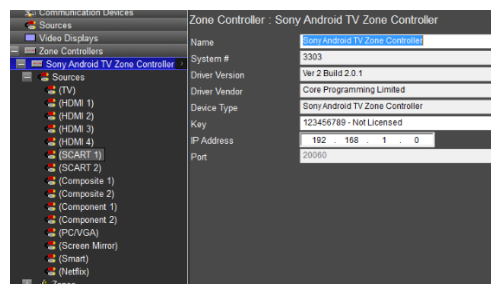 Communication Devices
Sources
Video Displays
Zone Controllers
Sony Android TV Zone Controller
Sources
(TV)
(HDMI 1)
(HDMI 2)
(HDMI 3)
(HDMI 4)
(SCART 1)
(SCART 2)
(Composite 1)
(Composite 2)
(Component 1)
(Component 2)
(PC/VGA)
(Screen Mirror)
(Smart)
(Netflix)
Zones
Zone Controller : Sony Android TV Zone Controller
Name Sony Android TV Zone Controller
System # 3303
Driver Version Ver 2 Build 2.0.1
Driver Vendor Core Programming Limited
Device Type Sony Android TV Zone Controller
Key 123456789 - Not Licensed
IP Address 192 . 168 . 1 . 0
Port 20060